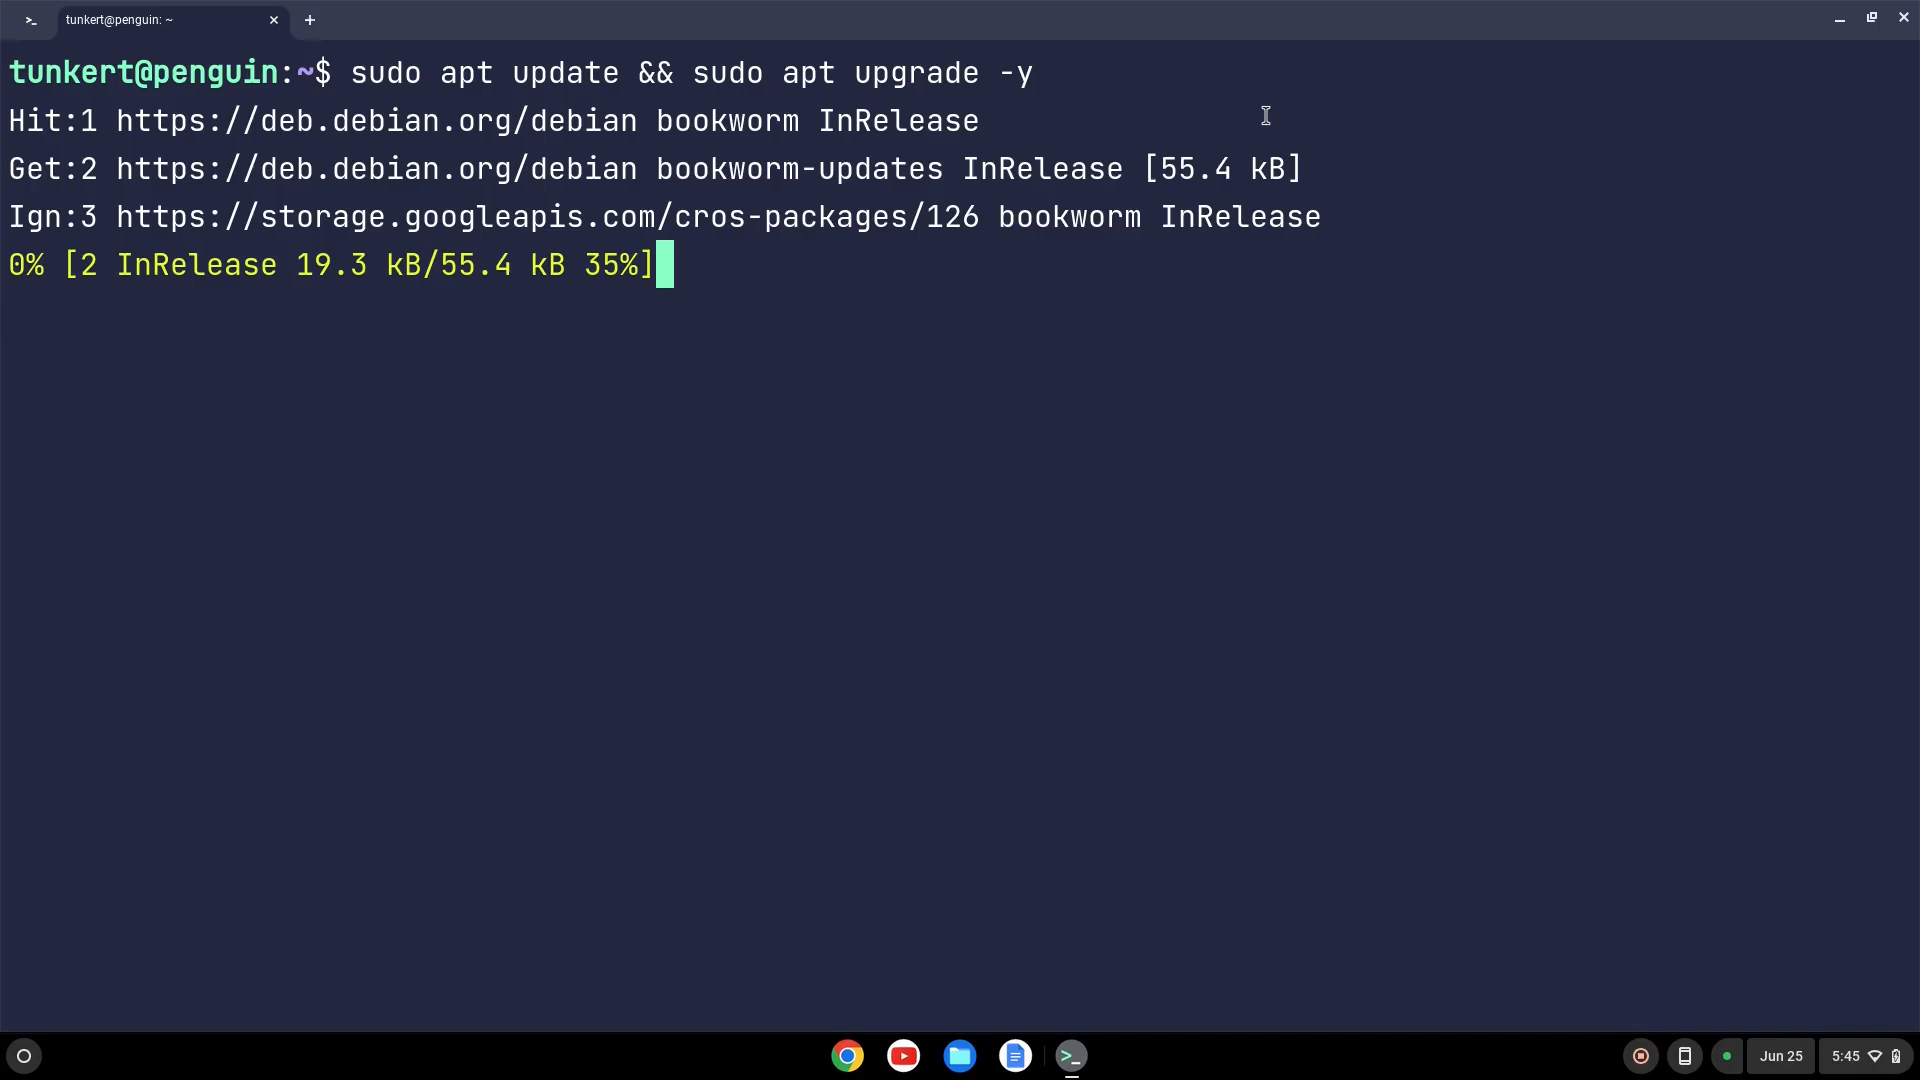 >_ tunkert@penguin: ~ × +
tunkert@penguin:~$ sudo apt update && sudo apt upgrade -y
Hit:1 https://deb.debian.org/debian bookworm InRelease
Get:2 https://deb.debian.org/debian bookworm-updates InRelease [55.4 kB]
Ign:3 https://storage.googleapis.com/cros-packages/126 bookworm InRelease
0% [2 InRelease 19.3 kB/55.4 kB 35%]
>_ Jun 25 5:45